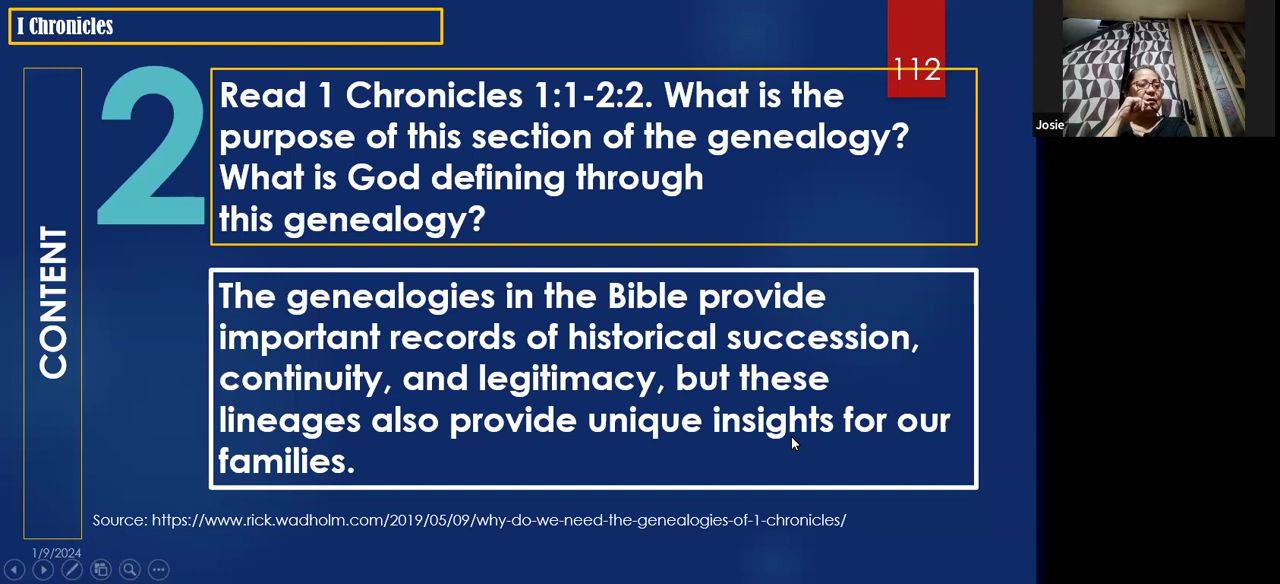 I Chronicles
112
2
Read 1 Chronicles 1:1-2:2. What is the
purpose of this section of the genealogy?
What is God defining through
this genealogy?
CONTENT
The genealogies in the Bible provide
important records of historical succession,
continuity, and legitimacy, but these
lineages also provide unique insights for our
families.
Source: https://www.rick.wadholm.com/2019/05/09/why-do-we-need-the-genealogies-of-1-chronicles/
1/9/2024
Josie